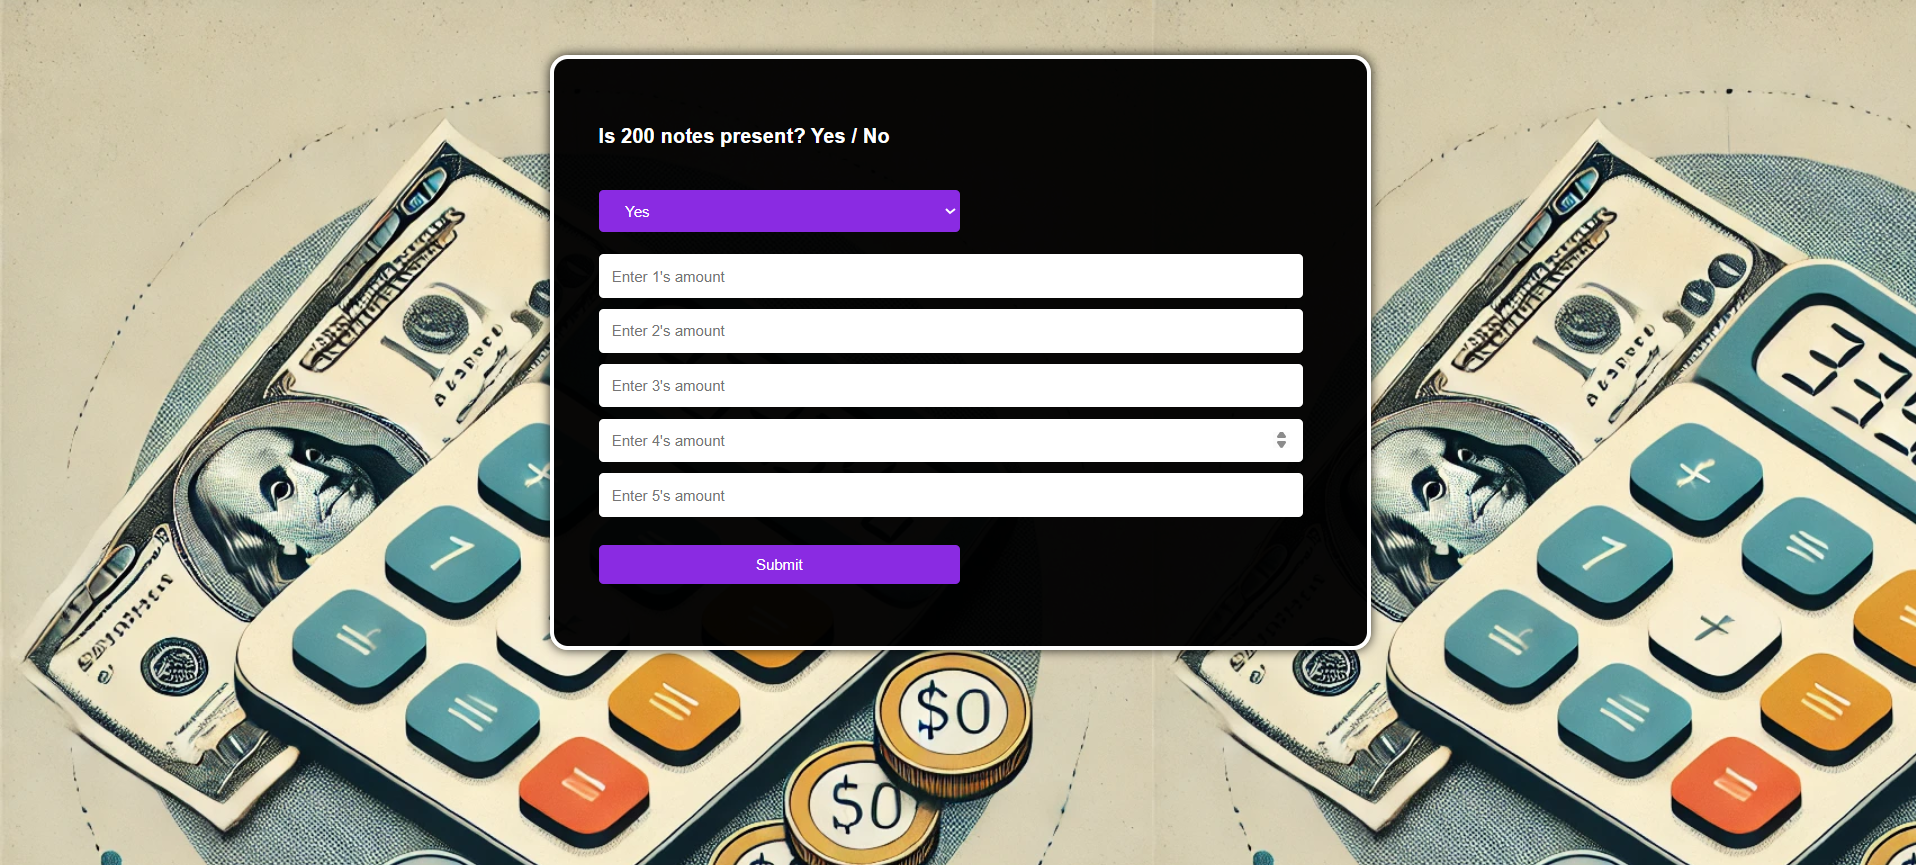 Is 200 notes present? Yes / No
Yes
Enter 1's amount
Enter 2's amount
Enter 3's amount
Enter 4's amount
Enter 5's amount
Submit
$0
$0